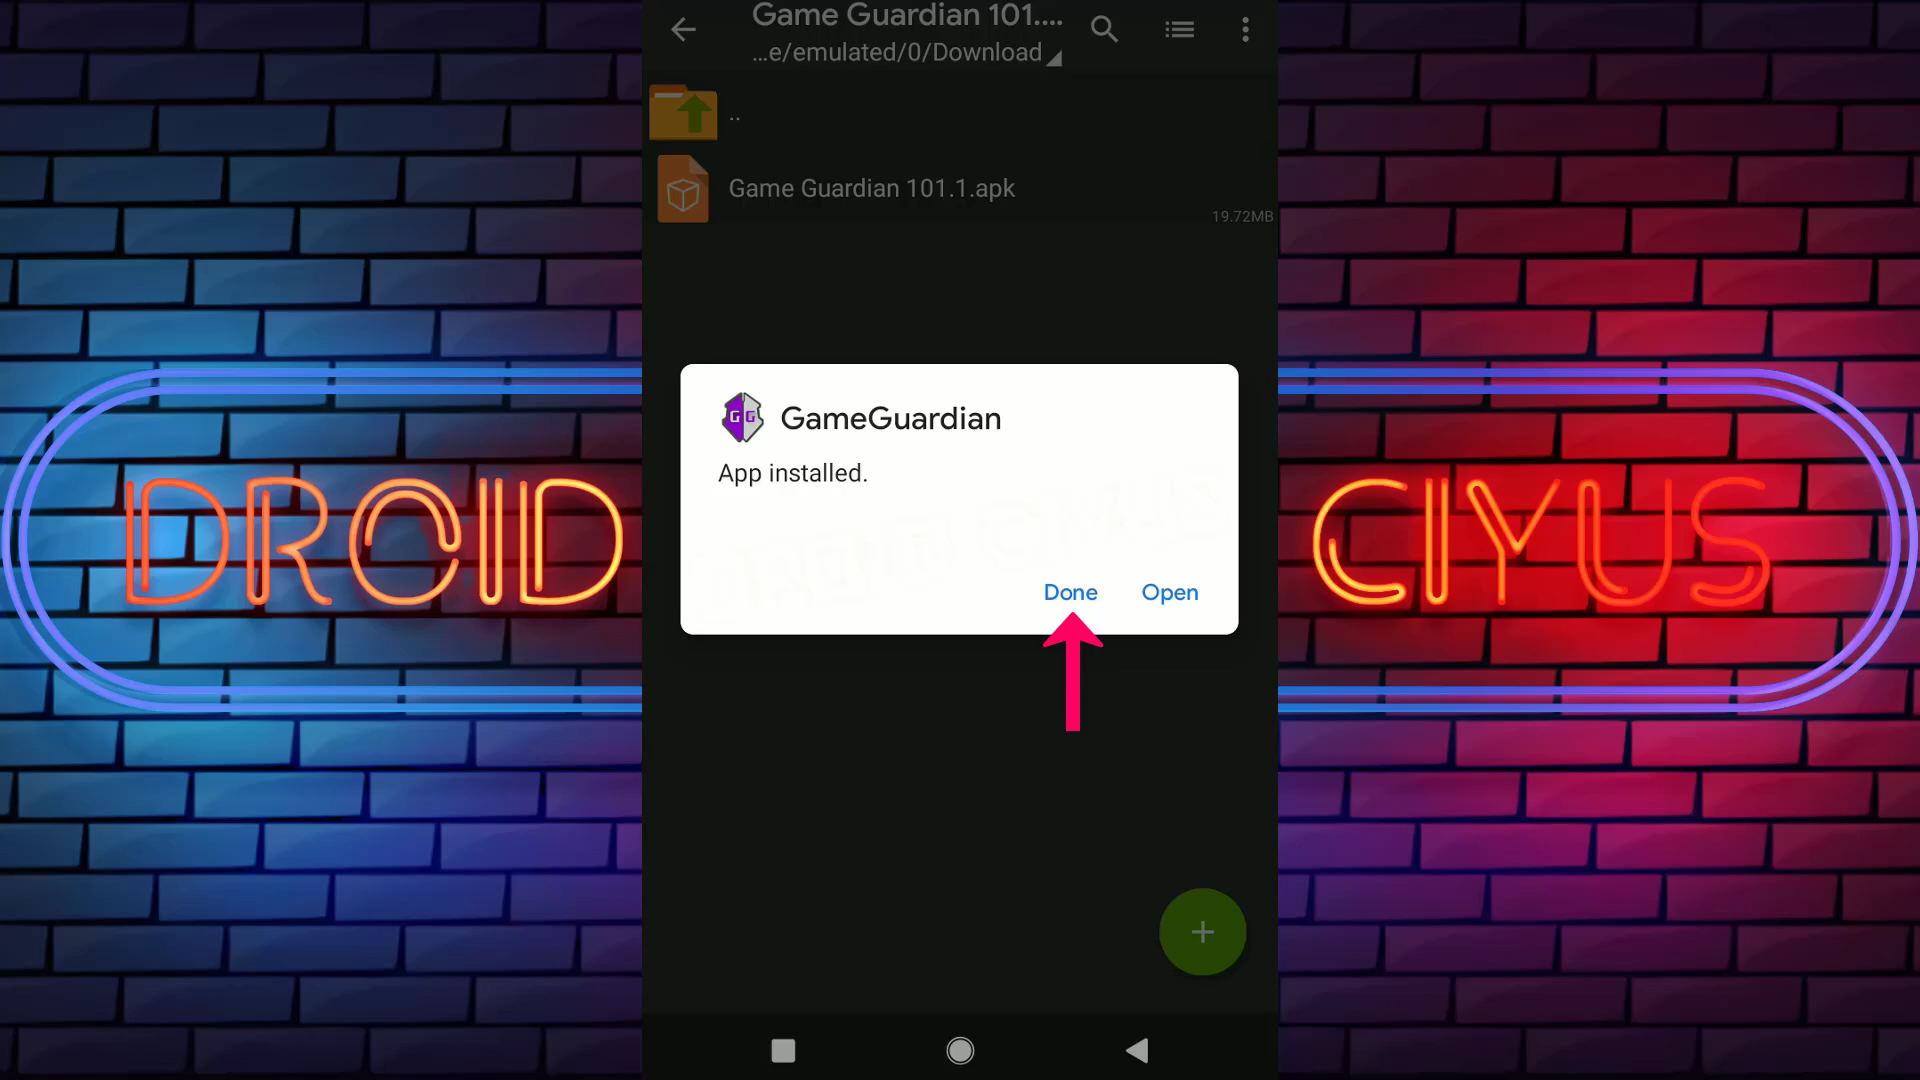 Game Guardian 101....
...e/emulated/0/Download
..
Game Guardian 101.1.apk
19.72MB
GG GameGuardian
App installed.
DROID CIYUS
Done Open